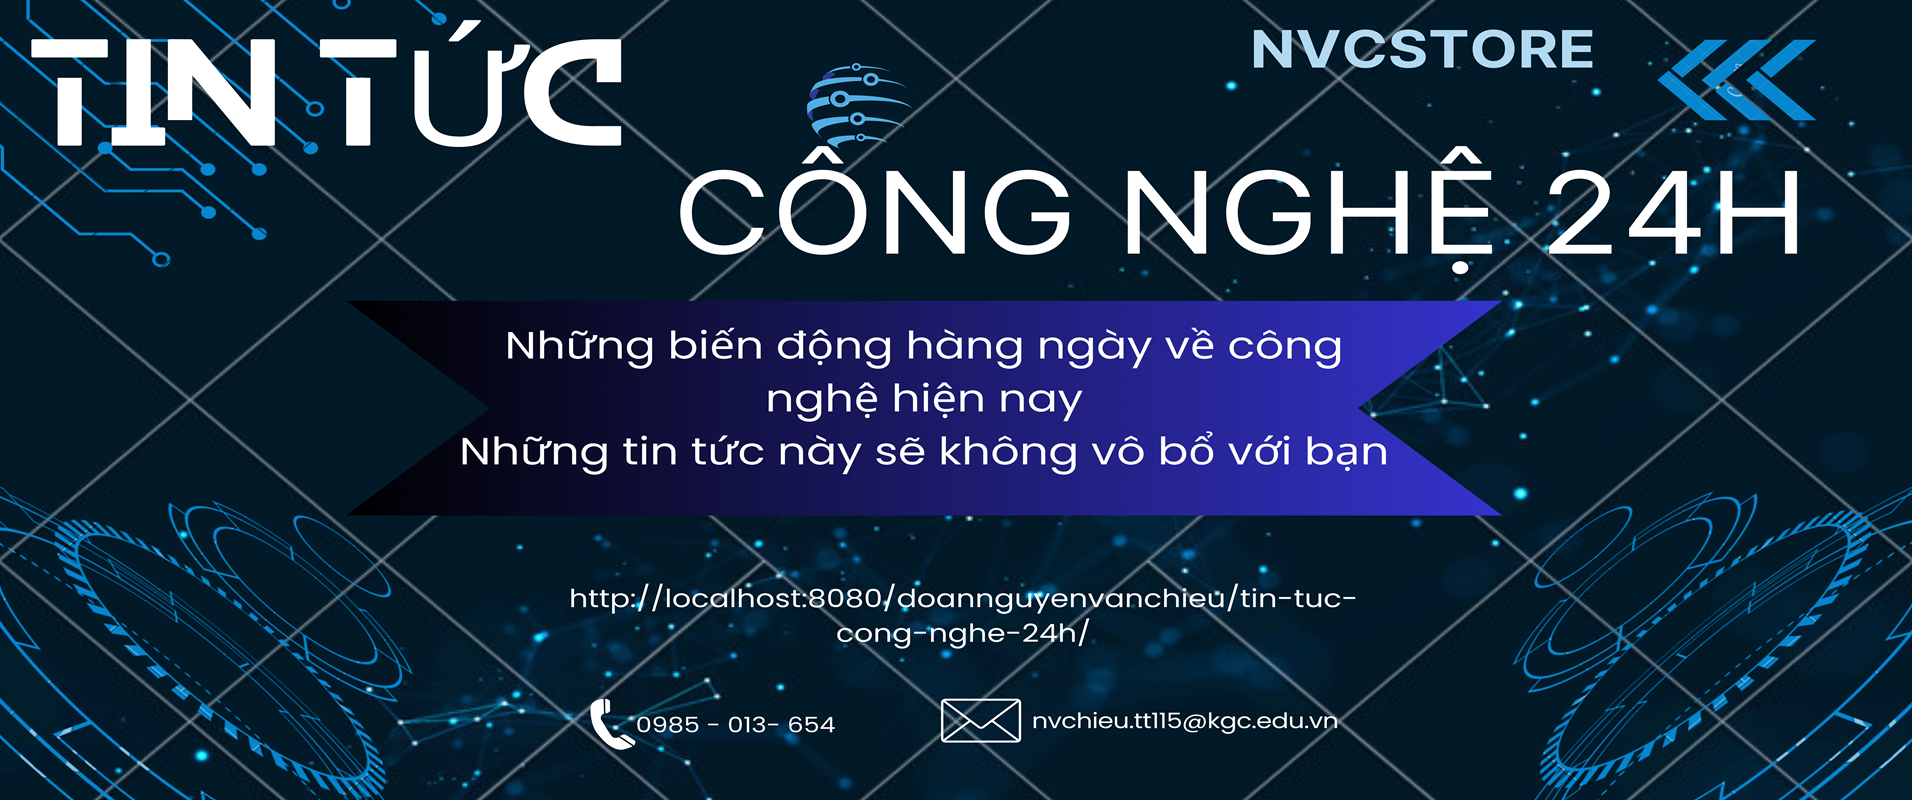 TIN TỨC
NVCSTORE
CÔNG NGHỆ 24H
Những biến động hàng ngày về công
nghệ hiện nay
Những tin tức này sẽ không vô bổ với bạn
http://localhost:8080/doannguyenvanchieu/tin-tuc-
cong-nghe-24h/
0985 - 013- 654
nvchieu.tt115@kgc.edu.vn